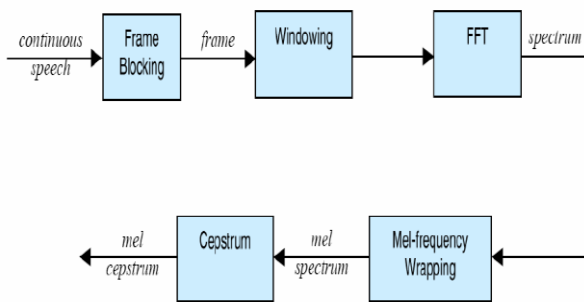 continuous
speech
Frame
Blocking
frame
Windowing
FFT
spectrum
mel
cepstrum
Cepstrum
mel
spectrum
Mel-frequency
Wrapping